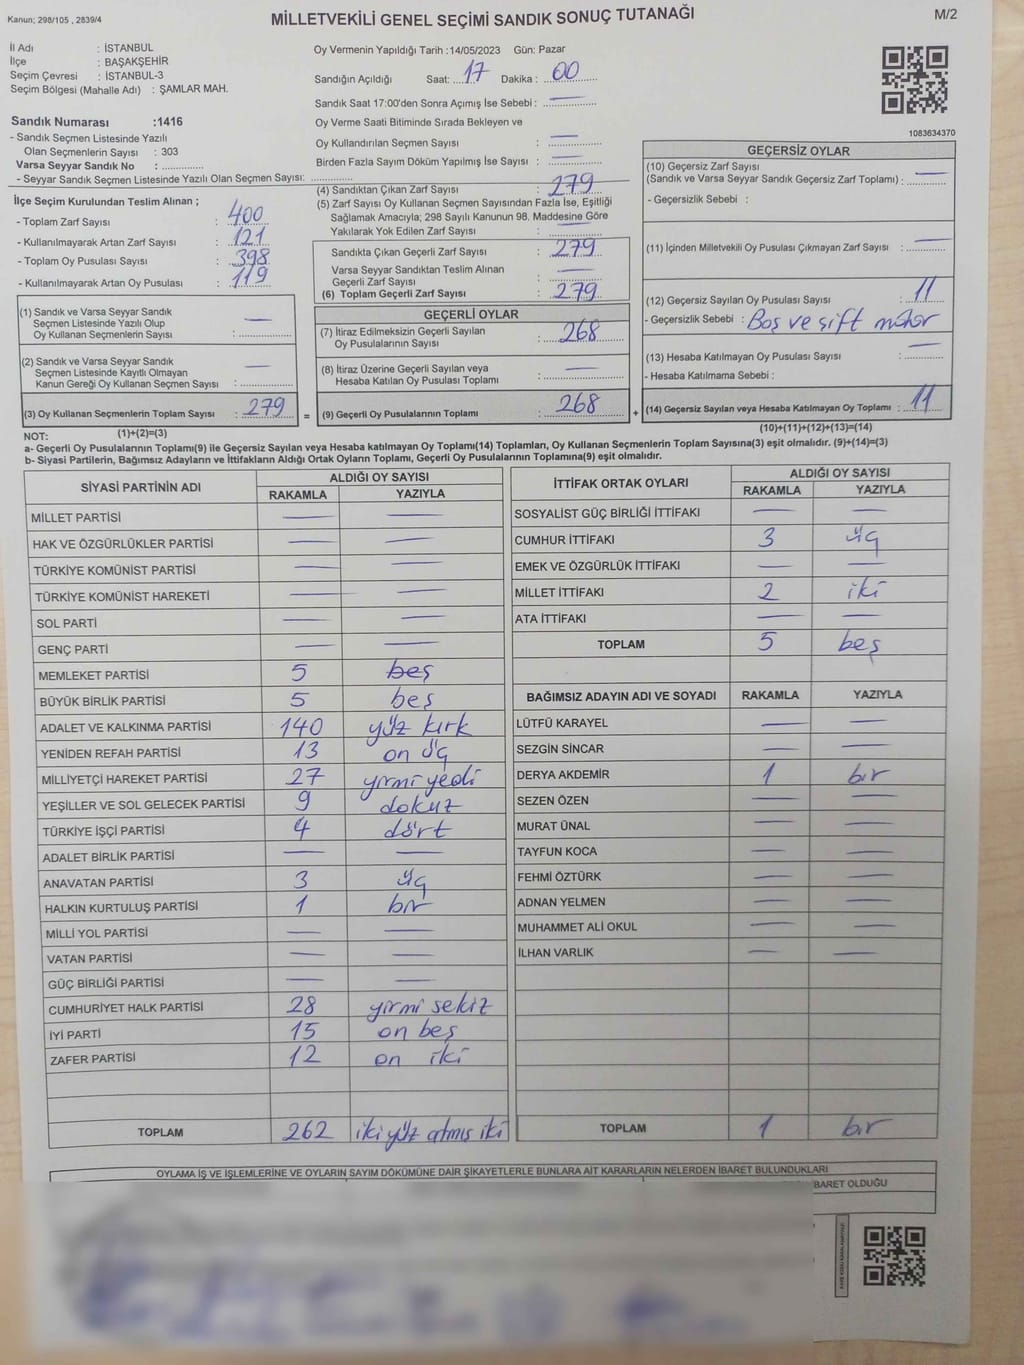 Kanun; 298/105 , 2839/4
MİLLETVEKİLİ GENEL SEÇİMİ SANDIK SONUÇ TUTANAĞI
M/2
İl Adı : İSTANBUL
İlçe : BAŞAKŞEHİR
Seçim Çevresi : İSTANBUL-3
Seçim Bölgesi (Mahalle Adı) : ŞAMLAR MAH.
Sandık Numarası :1416
- Sandık Seçmen Listesinde Yazılı
Olan Seçmenlerin Sayısı : 303
Varsa Seyyar Sandık No : ............
- Seyyar Sandık Seçmen Listesinde Yazılı Olan Seçmen Sayısı: ............
Oy Vermenin Yapıldığı Tarih :14/05/2023 Gün: Pazar
Sandığın Açıldığı Saat: 17 Dakika : 00
Sandık Saat 17:00'den Sonra Açımış İse Sebebi : —
Oy Verme Saati Bitiminde Sırada Bekleyen ve
Oy Kullandırılan Seçmen Sayısı : —
Birden Fazla Sayım Döküm Yapılmış İse Sayısı : —
1083634370
İlçe Seçim Kurulundan Teslim Alınan ;
- Toplam Zarf Sayısı : 400
- Kullanılmayarak Artan Zarf Sayısı : 121
- Toplam Oy Pusulası Sayısı : 398
- Kullanılmayarak Artan Oy Pusulası : 119
(1) Sandık ve Varsa Seyyar Sandık
Seçmen Listesinde Yazılı Olup
Oy Kullanan Seçmenlerin Sayısı : —
(2) Sandık ve Varsa Seyyar Sandık
Seçmen Listesinde Kayıtlı Olmayan
Kanun Gereği Oy Kullanan Seçmen Sayısı : —
(3) Oy Kullanan Seçmenlerin Toplam Sayısı : 279 =
(1)+(2)=(3)
(4) Sandıktan Çıkan Zarf Sayısı : 279
(5) Zarf Sayısı Oy Kullanan Seçmen Sayısından Fazla İse, Eşitliği
Sağlamak Amacıyla; 298 Sayılı Kanunun 98. Maddesine Göre
Yakılarak Yok Edilen Zarf Sayısı : —
Sandıkta Çıkan Geçerli Zarf Sayısı : 279
Varsa Seyyar Sandıktan Teslim Alınan
Geçerli Zarf Sayısı : —
(6) Toplam Geçerli Zarf Sayısı : 279
GEÇERLİ OYLAR
(7) İtiraz Edilmeksizin Geçerli Sayılan
Oy Pusulalarının Sayısı : 268
(8) İtiraz Üzerine Geçerli Sayılan veya
Hesaba Katılan Oy Pusulası Toplamı : —
(9) Geçerli Oy Pusulalarının Toplamı : 268 +
GEÇERSİZ OYLAR
(10) Geçersiz Zarf Sayısı
(Sandık ve Varsa Seyyar Sandık Geçersiz Zarf Toplamı) : —
- Geçersizlik Sebebi :
(11) İçinden Milletvekili Oy Pusulası Çıkmayan Zarf Sayısı : —
(12) Geçersiz Sayılan Oy Pusulası Sayısı : 11
- Geçersizlik Sebebi : Boş ve çift mühür
(13) Hesaba Katılmayan Oy Pusulası Sayısı : —
- Hesaba Katılmama Sebebi :
(14) Geçersiz Sayılan veya Hesaba Katılmayan Oy Toplamı : 11
(10)+(11)+(12)+(13)=(14)
NOT:
a- Geçerli Oy Pusulalarının Toplamı(9) ile Geçersiz Sayılan veya Hesaba katılmayan Oy Toplamı(14) Toplamları, Oy Kullanan Seçmenlerin Toplam Sayısına(3) eşit olmalıdır. (9)+(14)=(3)
b- Siyasi Partilerin, Bağımsız Adayların ve İttifakların Aldığı Ortak Oyların Toplamı, Geçerli Oy Pusulalarının Toplamına(9) eşit olmalıdır.
SİYASİ PARTİNİN ADI ALDIĞI OY SAYISI
RAKAMLA YAZIYLA
MİLLET PARTİSİ — —
HAK VE ÖZGÜRLÜKLER PARTİSİ — —
TÜRKİYE KOMÜNİST PARTİSİ — —
TÜRKİYE KOMÜNİST HAREKETİ — —
SOL PARTİ — —
GENÇ PARTİ — —
MEMLEKET PARTİSİ 5 beş
BÜYÜK BİRLİK PARTİSİ 5 beş
ADALET VE KALKINMA PARTİSİ 140 yüz kırk
YENİDEN REFAH PARTİSİ 13 on üç
MİLLİYETÇİ HAREKET PARTİSİ 27 yirmi yedi
YEŞİLLER VE SOL GELECEK PARTİSİ 9 dokuz
TÜRKİYE İŞÇİ PARTİSİ 4 dört
ADALET BİRLİK PARTİSİ — —
ANAVATAN PARTİSİ 3 üç
HALKIN KURTULUŞ PARTİSİ 1 bir
MİLLİ YOL PARTİSİ — —
VATAN PARTİSİ — —
GÜÇ BİRLİĞİ PARTİSİ — —
CUMHURİYET HALK PARTİSİ 28 yirmi sekiz
İYİ PARTİ 15 on beş
ZAFER PARTİSİ 12 on iki
TOPLAM 262 iki yüz atmış iki
İTTİFAK ORTAK OYLARI ALDIĞI OY SAYISI
RAKAMLA YAZIYLA
SOSYALİST GÜÇ BİRLİĞİ İTTİFAKI — —
CUMHUR İTTİFAKI 3 üç
EMEK VE ÖZGÜRLÜK İTTİFAKI — —
MİLLET İTTİFAKI 2 iki
ATA İTTİFAKI — —
TOPLAM 5 beş
BAĞIMSIZ ADAYIN ADI VE SOYADI RAKAMLA YAZIYLA
LÜTFÜ KARAYEL — —
SEZGİN SİNCAR — —
DERYA AKDEMİR 1 bir
SEZEN ÖZEN — —
MURAT ÜNAL — —
TAYFUN KOCA — —
FEHMİ ÖZTÜRK — —
ADNAN YELMEN — —
MUHAMMET ALİ OKUL — —
İLHAN VARLIK — —
TOPLAM 1 bir
OYLAMA İŞ VE İŞLEMLERİNE VE OYLARIN SAYIM DÖKÜMÜNE DAİR ŞİKAYETLERLE BUNLARA AİT KARARLARIN NELERDEN İBARET BULUNDUKLARI
İBARET OLDUĞU